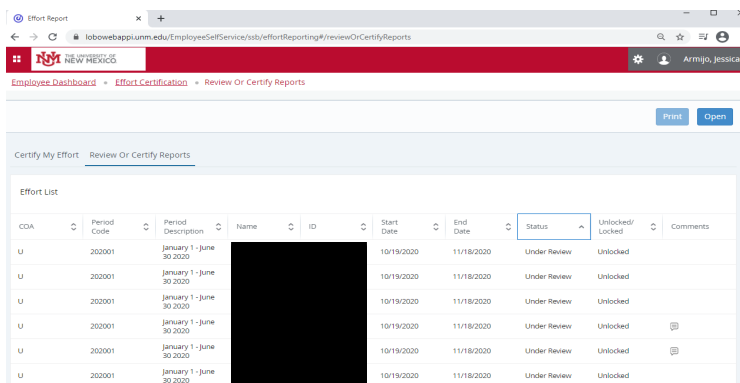 Effort Report
lobowebappi.unm.edu/EmployeeSelfService/ssb/effortReporting#/reviewOrCertifyReports
UNM THE UNIVERSITY OF NEW MEXICO
Armijo, Jessica
Employee Dashboard • Effort Certification • Review Or Certify Reports
Print Open
Certify My Effort Review Or Certify Reports
Effort List
COA Period Code Period Description Name ID Start Date End Date Status Unlocked/ Locked Comments
U 202001 January 1 - June 30 2020 10/19/2020 11/18/2020 Under Review Unlocked
U 202001 January 1 - June 30 2020 10/19/2020 11/18/2020 Under Review Unlocked
U 202001 January 1 - June 30 2020 10/19/2020 11/18/2020 Under Review Unlocked
U 202001 January 1 - June 30 2020 10/19/2020 11/18/2020 Under Review Unlocked
U 202001 January 1 - June 30 2020 10/19/2020 11/18/2020 Under Review Unlocked
U 202001 January 1 - June 30 2020 10/19/2020 11/18/2020 Under Review Unlocked